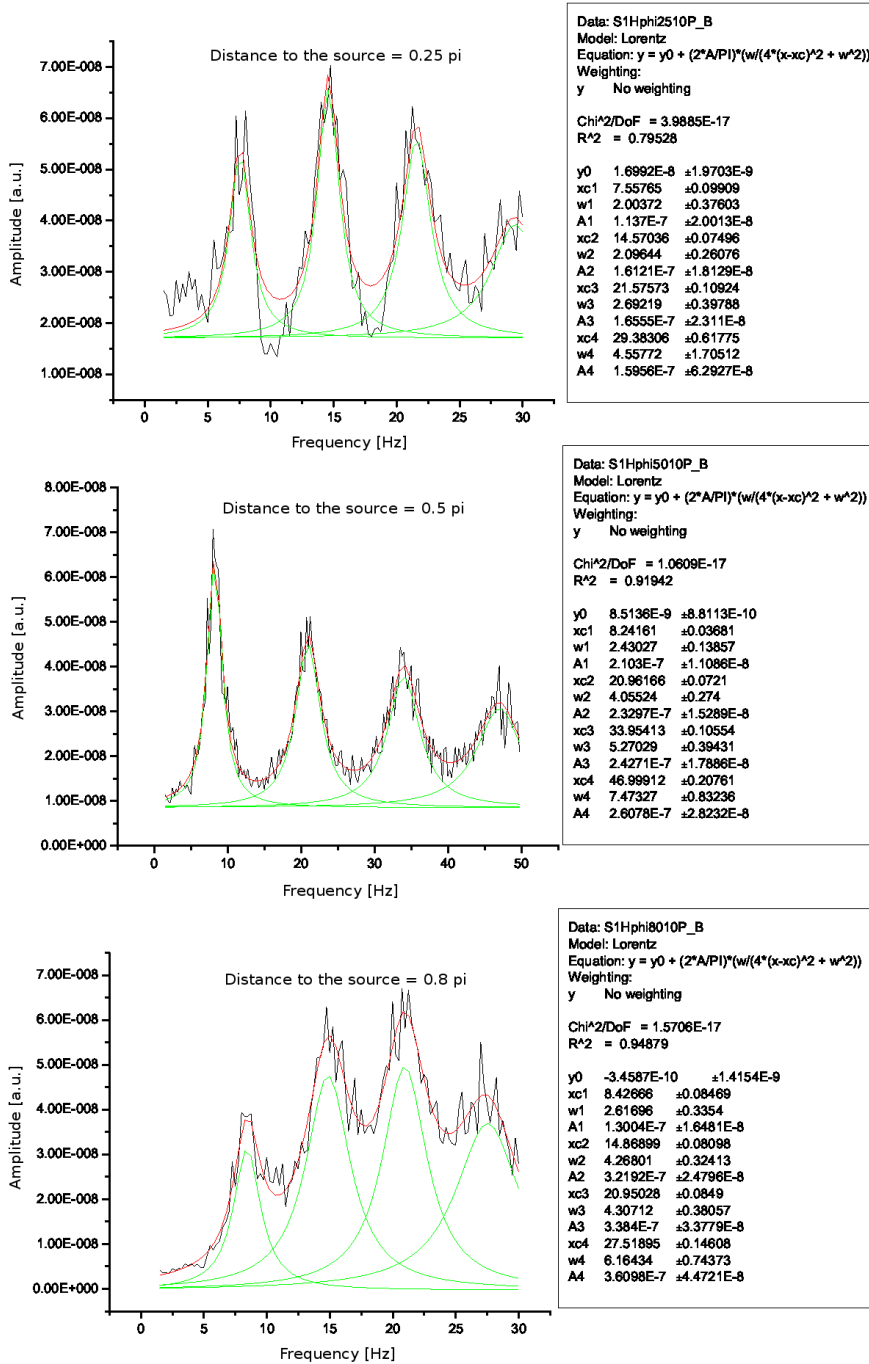 Distance to the source = 0.25 pi
7.00E-008
6.00E-008
5.00E-008
4.00E-008
3.00E-008
2.00E-008
1.00E-008
Amplitude [a.u.]
0 5 10 15 20 25 30
Frequency [Hz]
Data: S1Hphi2510P_B
Model: Lorentz
Equation: y = y0 + (2*A/PI)*(w/(4*(x-xc)^2 + w^2))
Weighting:
y No weighting
Chi^2/DoF = 3.9885E-17
R^2 = 0.79528
y0 1.6992E-8 ±1.9703E-9
xc1 7.55765 ±0.09909
w1 2.00372 ±0.37603
A1 1.137E-7 ±2.0013E-8
xc2 14.57036 ±0.07496
w2 2.09644 ±0.26076
A2 1.6121E-7 ±1.8129E-8
xc3 21.57573 ±0.10924
w3 2.69219 ±0.39788
A3 1.6555E-7 ±2.311E-8
xc4 29.38306 ±0.61775
w4 4.55772 ±1.70512
A4 1.5956E-7 ±6.2927E-8
Distance to the source = 0.5 pi
8.00E-008
7.00E-008
6.00E-008
5.00E-008
4.00E-008
3.00E-008
2.00E-008
1.00E-008
0.00E+000
Amplitude [a.u.]
0 10 20 30 40 50
Frequency [Hz]
Data: S1Hphi5010P_B
Model: Lorentz
Equation: y = y0 + (2*A/PI)*(w/(4*(x-xc)^2 + w^2))
Weighting:
y No weighting
Chi^2/DoF = 1.0609E-17
R^2 = 0.91942
y0 8.5136E-9 ±8.8113E-10
xc1 8.24161 ±0.03681
w1 2.43027 ±0.13857
A1 2.103E-7 ±1.1086E-8
xc2 20.96166 ±0.0721
w2 4.05524 ±0.274
A2 2.3297E-7 ±1.5289E-8
xc3 33.95413 ±0.10554
w3 5.27029 ±0.39431
A3 2.4271E-7 ±1.7886E-8
xc4 46.99912 ±0.20761
w4 7.47327 ±0.83236
A4 2.6078E-7 ±2.8232E-8
Distance to the source = 0.8 pi
7.00E-008
6.00E-008
5.00E-008
4.00E-008
3.00E-008
2.00E-008
1.00E-008
0.00E+000
Amplitude [a.u.]
0 5 10 15 20 25 30
Frequency [Hz]
Data: S1Hphi8010P_B
Model: Lorentz
Equation: y = y0 + (2*A/PI)*(w/(4*(x-xc)^2 + w^2))
Weighting:
y No weighting
Chi^2/DoF = 1.5706E-17
R^2 = 0.94879
y0 -3.4587E-10 ±1.4154E-9
xc1 8.42666 ±0.08469
w1 2.61696 ±0.3354
A1 1.3004E-7 ±1.6481E-8
xc2 14.86899 ±0.08098
w2 4.26801 ±0.32413
A2 3.2192E-7 ±2.4796E-8
xc3 20.95028 ±0.0849
w3 4.30712 ±0.38057
A3 3.384E-7 ±3.3779E-8
xc4 27.51895 ±0.14608
w4 6.16434 ±0.74373
A4 3.6098E-7 ±4.4721E-8